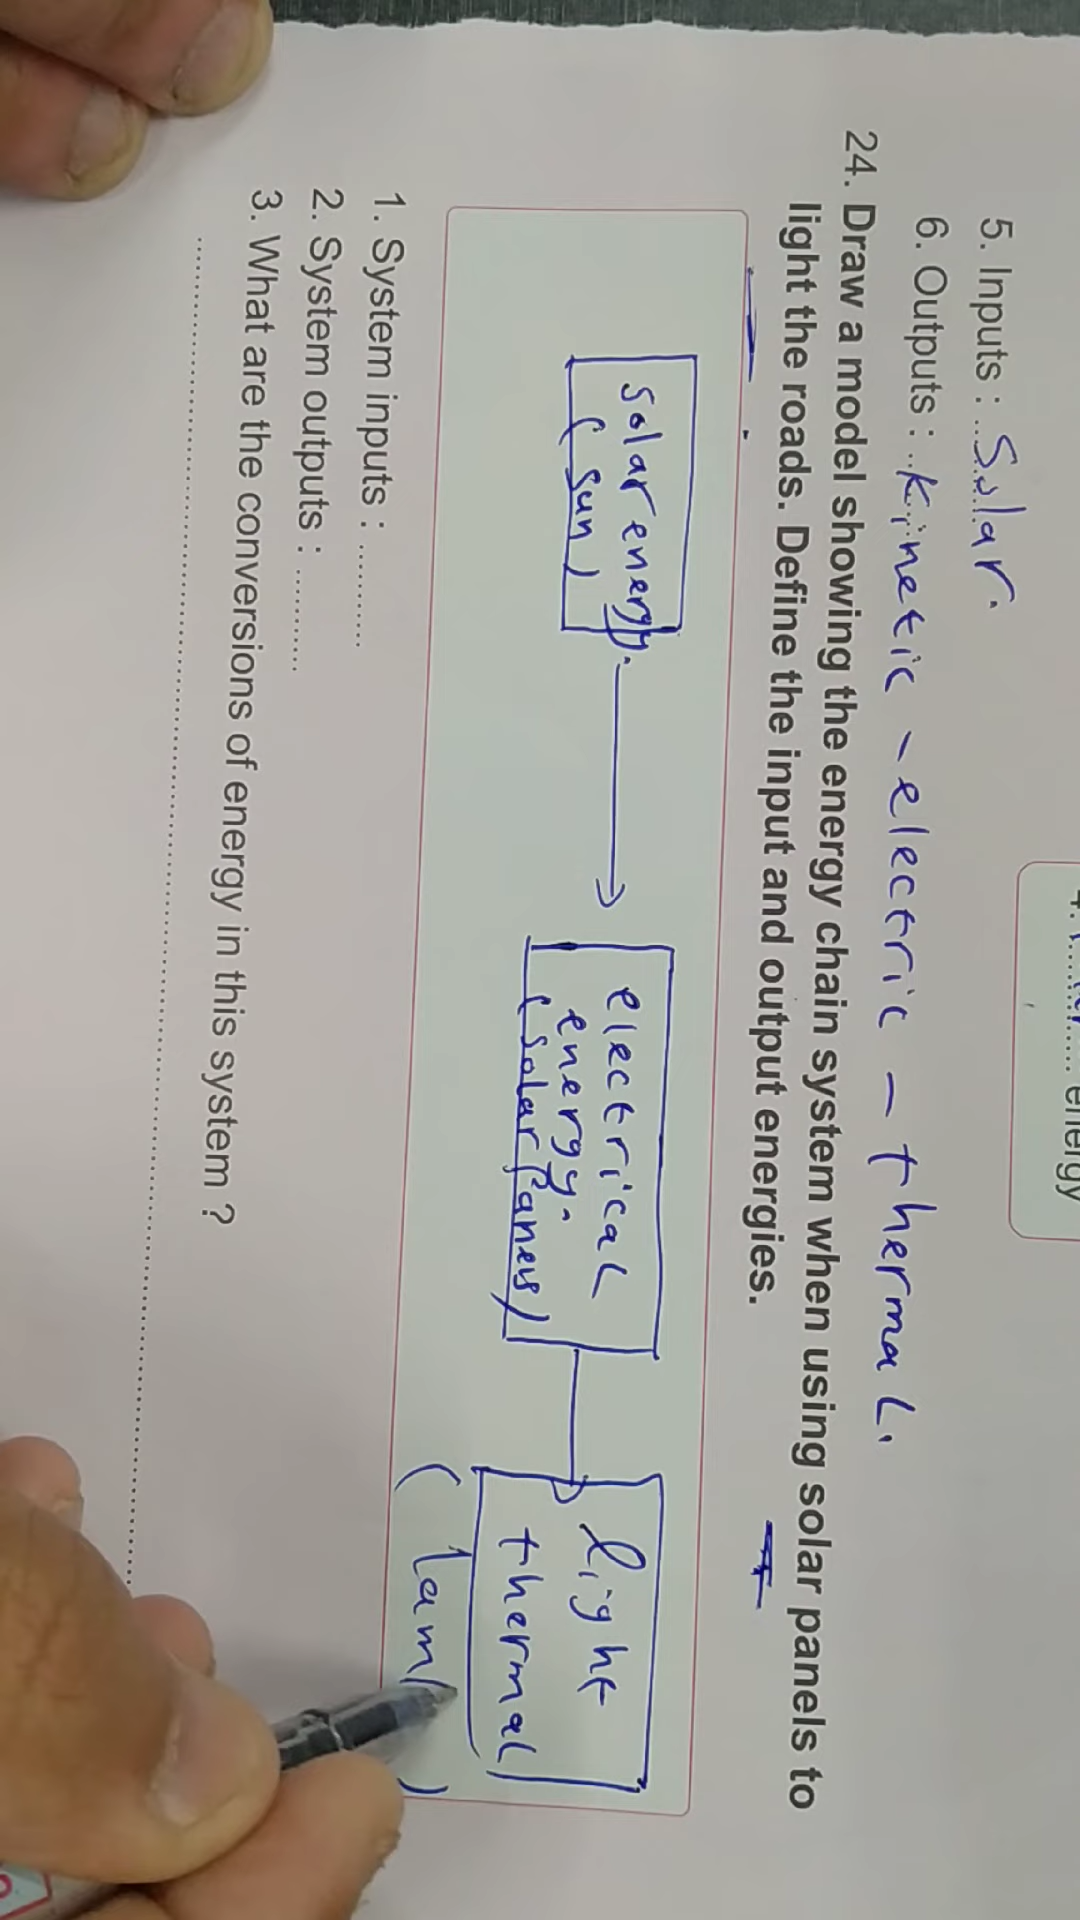 energy
5. Inputs : Solar.
6. Outputs : kinetic - electric - thermal.
24. Draw a model showing the energy chain system when using solar panels to
light the roads. Define the input and output energies.
solar energy.
(sun)
electrical
energy.
(Solar Panels)
light
thermal
(lam
)
1. System inputs : ..........
2. System outputs : ..........
3. What are the conversions of energy in this system ?